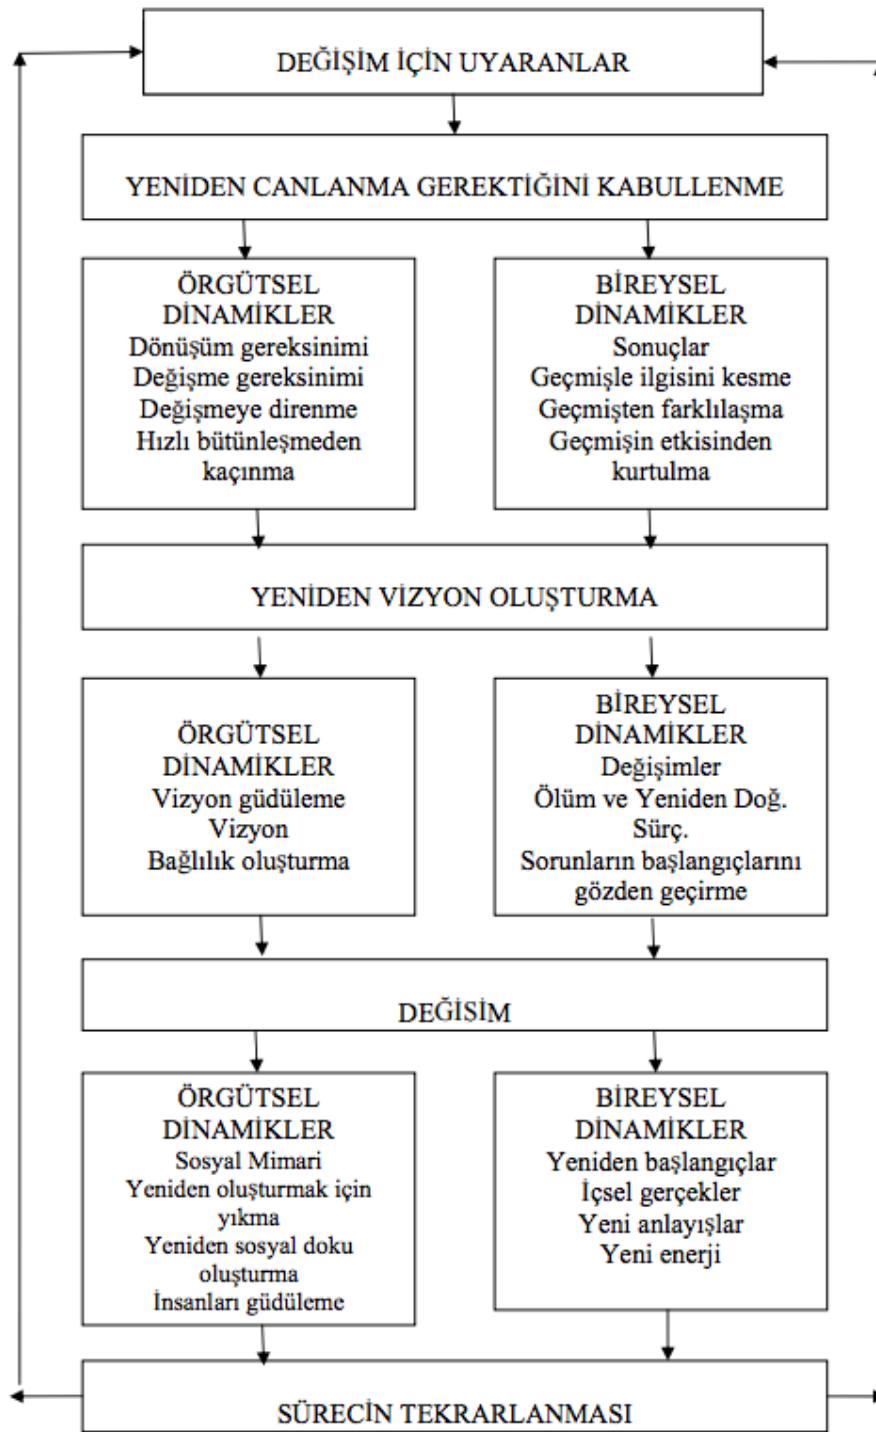 DEĞİŞİM İÇİN UYARANLAR
YENİDEN CANLANMA GEREKTİĞİNİ KABULLENME
ÖRGÜTSEL
DİNAMİKLER
Dönüşüm gereksinimi
Değişme gereksinimi
Değişmeye direnme
Hızlı bütünleşmeden
kaçınma
BİREYSEL
DİNAMİKLER
Sonuçlar
Geçmişle ilgisini kesme
Geçmişten farklılaşma
Geçmişin etkisinden
kurtulma
YENİDEN VİZYON OLUŞTURMA
ÖRGÜTSEL
DİNAMİKLER
Vizyon güdüleme
Vizyon
Bağlılık oluşturma
BİREYSEL
DİNAMİKLER
Değişimler
Ölüm ve Yeniden Doğ.
Sürç.
Sorunların başlangıçlarını
gözden geçirme
DEĞİŞİM
ÖRGÜTSEL
DİNAMİKLER
Sosyal Mimari
Yeniden oluşturmak için
yıkma
Yeniden sosyal doku
oluşturma
İnsanları güdüleme
BİREYSEL
DİNAMİKLER
Yeniden başlangıçlar
İçsel gerçekler
Yeni anlayışlar
Yeni enerji
SÜRECİN TEKRARLANMASI